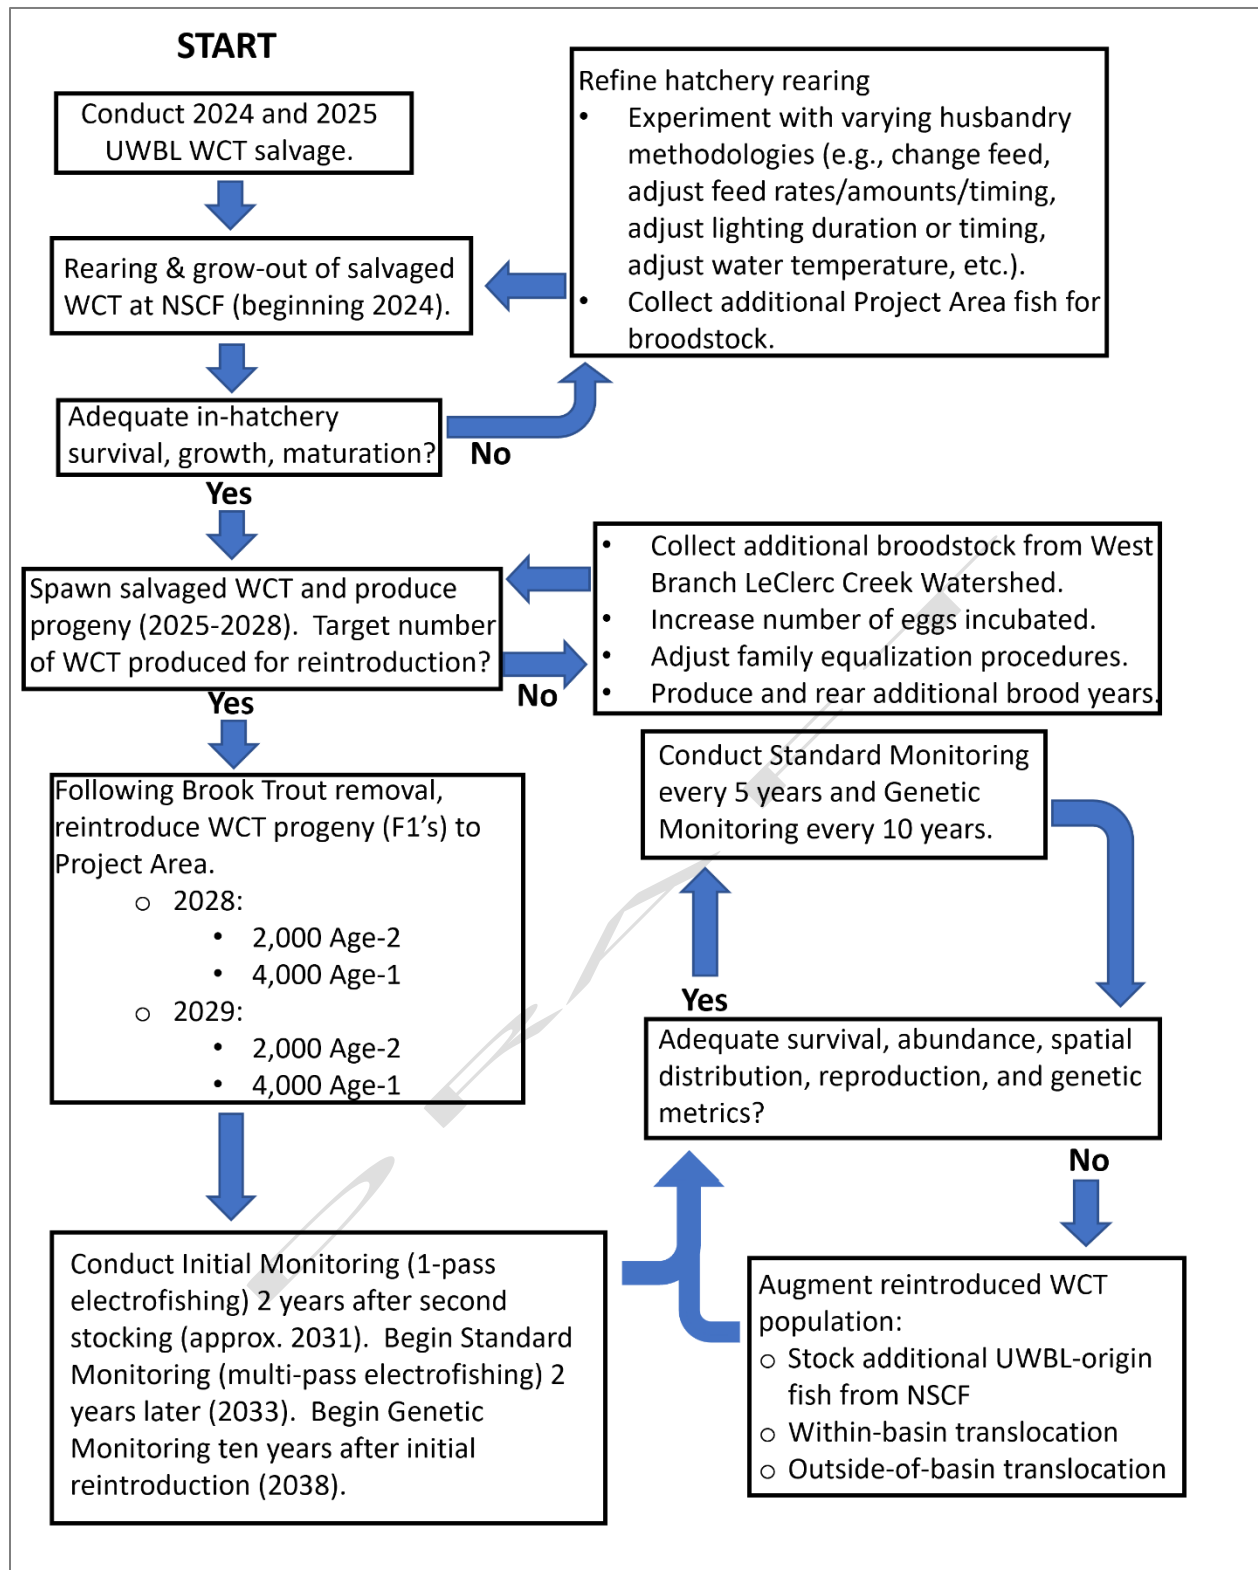 START
Conduct 2024 and 2025
UWBL WCT salvage.
Refine hatchery rearing
• Experiment with varying husbandry
methodologies (e.g., change feed,
adjust feed rates/amounts/timing,
adjust lighting duration or timing,
adjust water temperature, etc.).
• Collect additional Project Area fish for
broodstock.
Rearing & grow-out of salvaged
WCT at NSCF (beginning 2024).
Adequate in-hatchery
survival, growth, maturation?
No
Yes
Spawn salvaged WCT and produce
progeny (2025-2028). Target number
of WCT produced for reintroduction?
• Collect additional broodstock from West
Branch LeClerc Creek Watershed.
• Increase number of eggs incubated.
• Adjust family equalization procedures.
• Produce and rear additional brood years.
No
Yes
Following Brook Trout removal,
reintroduce WCT progeny (F1's) to
Project Area.
o 2028:
• 2,000 Age-2
• 4,000 Age-1
o 2029:
• 2,000 Age-2
• 4,000 Age-1
Conduct Initial Monitoring (1-pass
electrofishing) 2 years after second
stocking (approx. 2031). Begin Standard
Monitoring (multi-pass electrofishing) 2
years later (2033). Begin Genetic
Monitoring ten years after initial
reintroduction (2038).
Conduct Standard Monitoring
every 5 years and Genetic
Monitoring every 10 years.
Yes
Adequate survival, abundance, spatial
distribution, reproduction, and genetic
metrics?
No
Augment reintroduced WCT
population:
o Stock additional UWBL-origin
fish from NSCF
o Within-basin translocation
o Outside-of-basin translocation